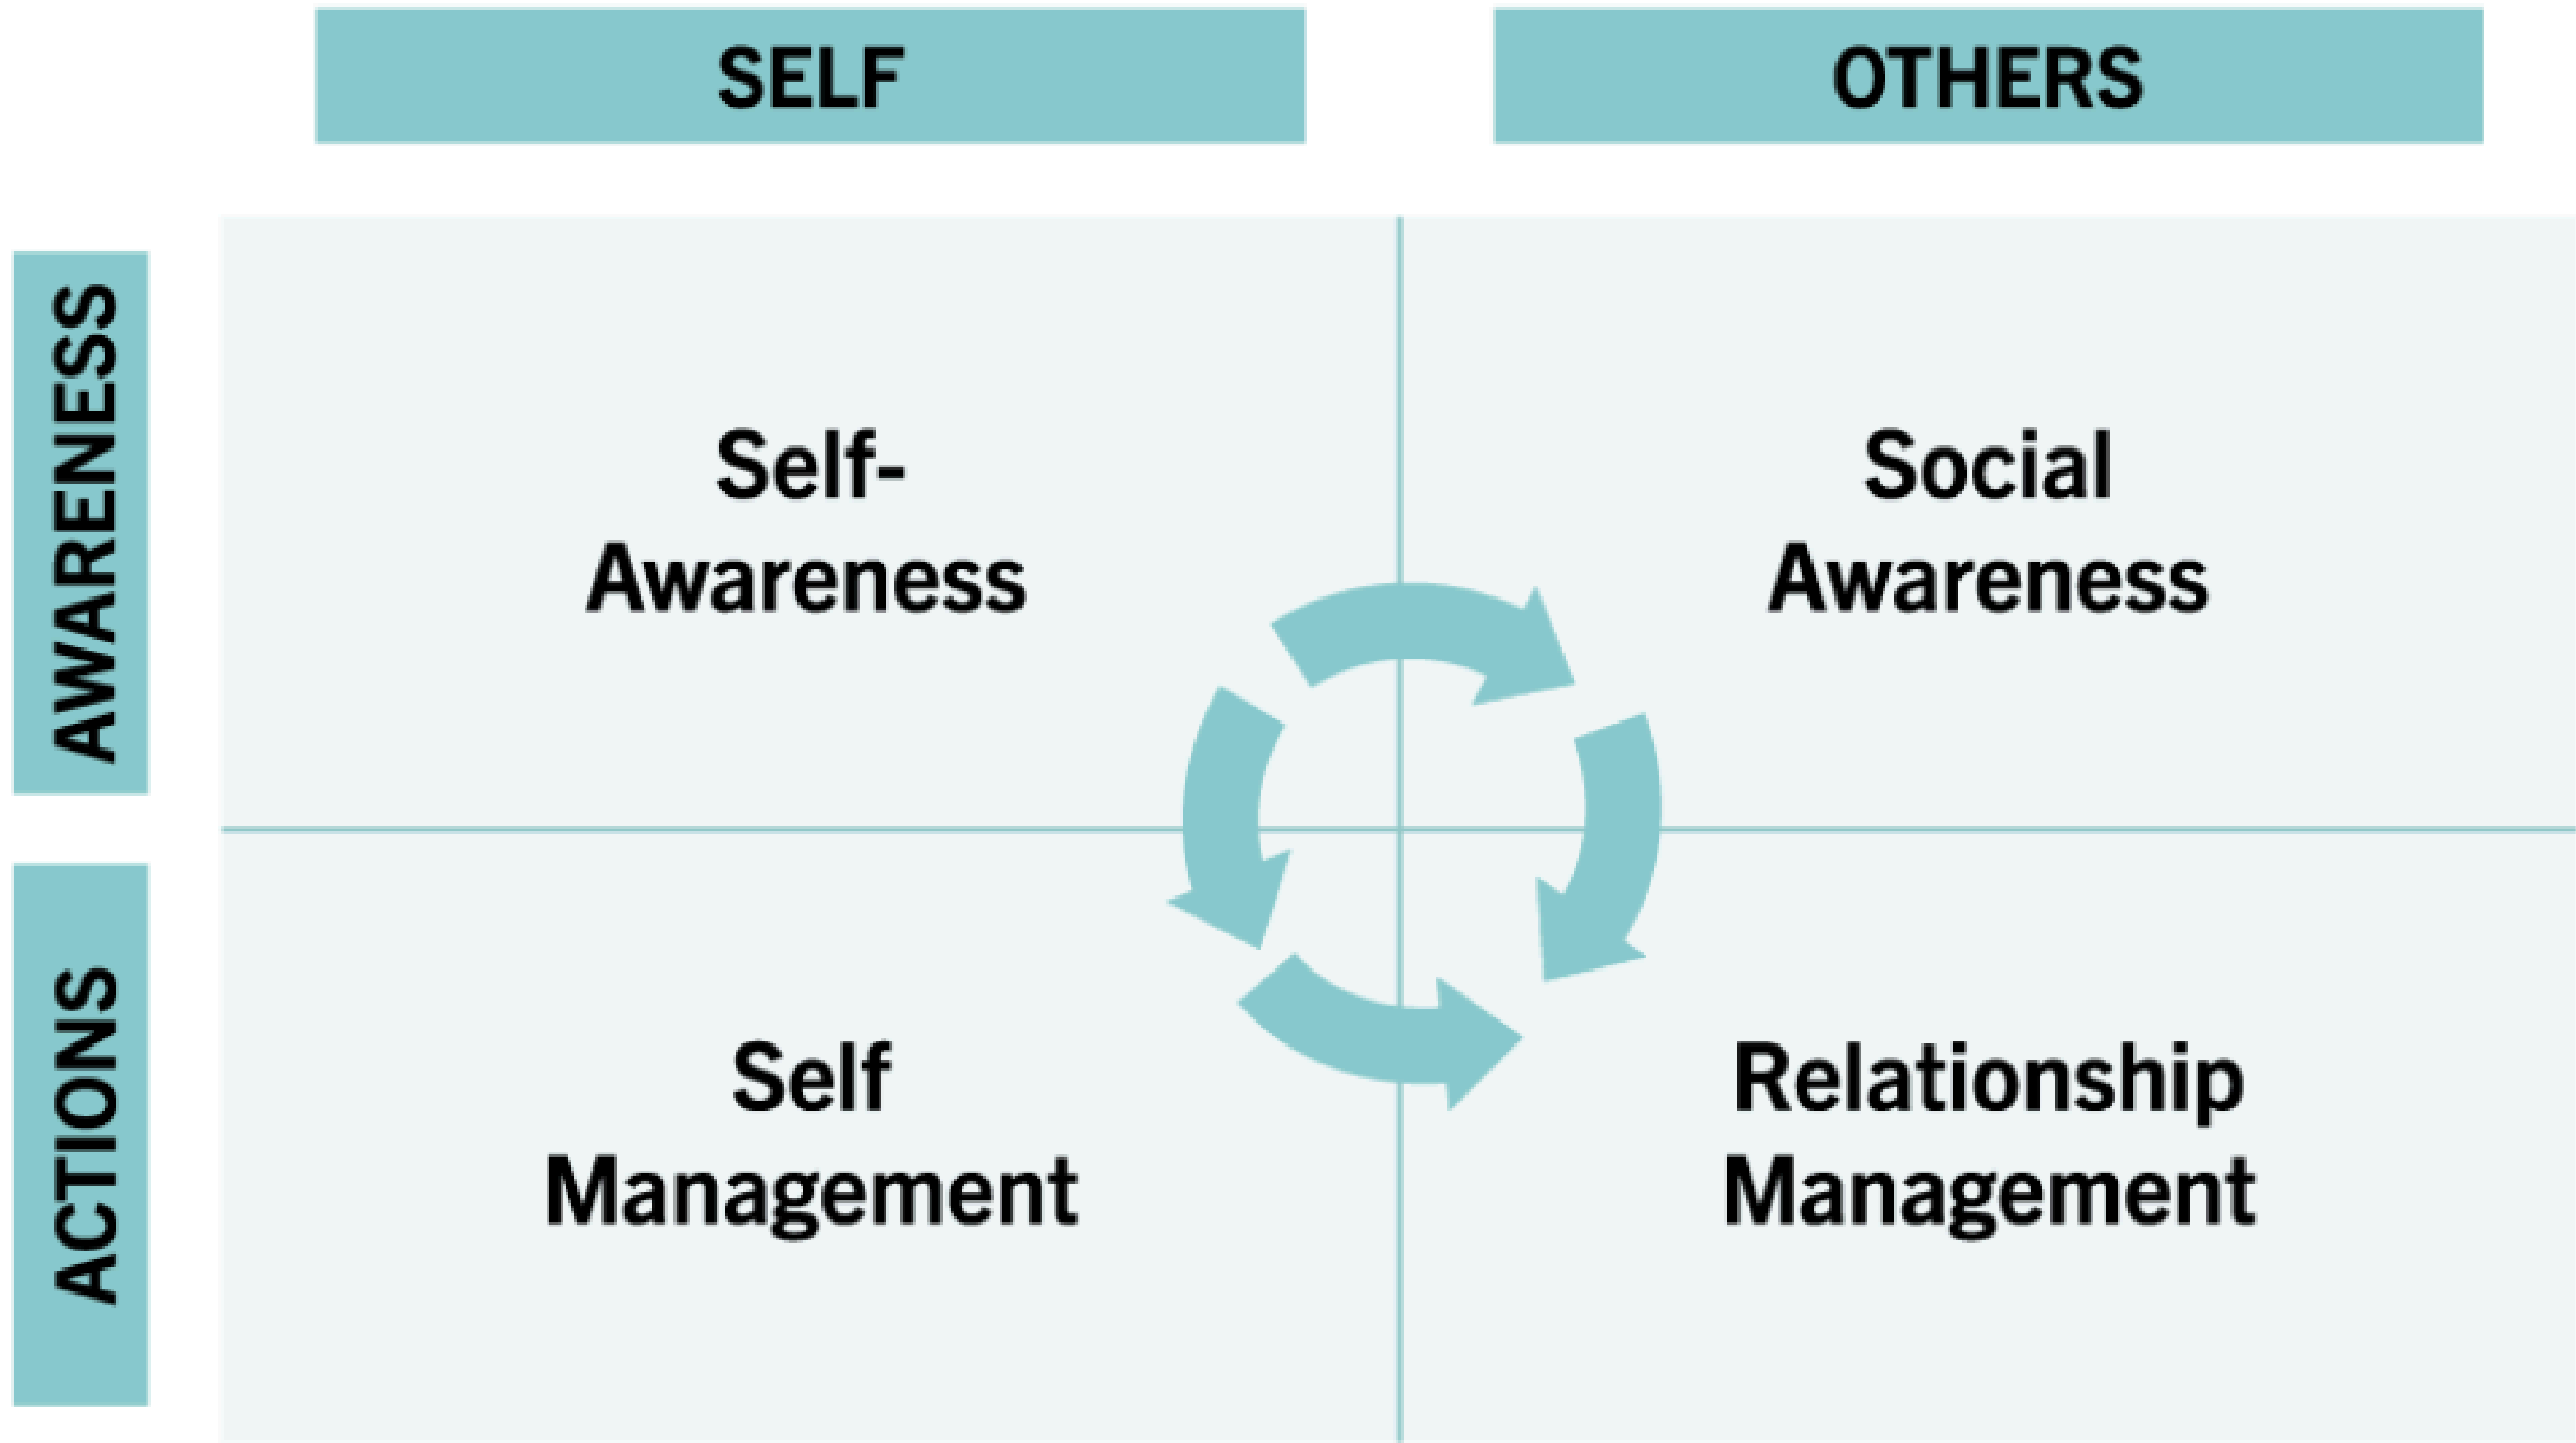 SELF
OTHERS
AWARENESS
Self-
Awareness
Social
Awareness
ACTIONS
Self
Management
Relationship
Management